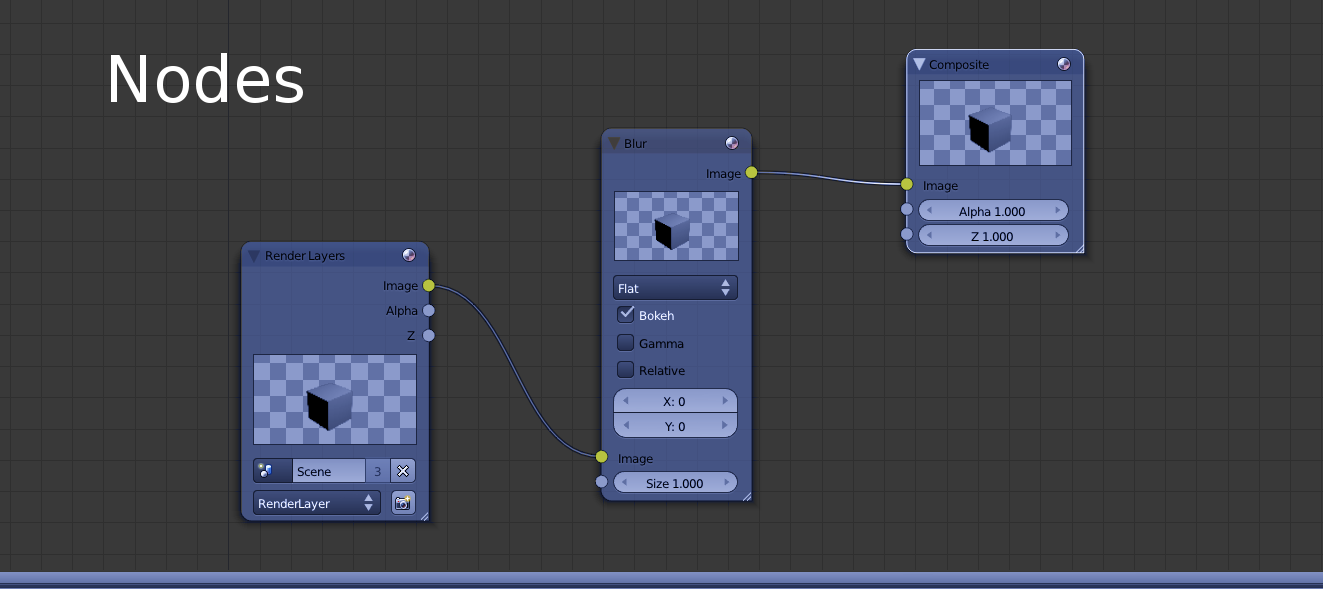 Nodes
Render Layers
Image
Alpha
Z
Scene
3
RenderLayer
Blur
Image
Flat
Bokeh
Gamma
Relative
X: 0
Y: 0
Image
Size 1.000
Composite
Image
Alpha 1.000
Z 1.000